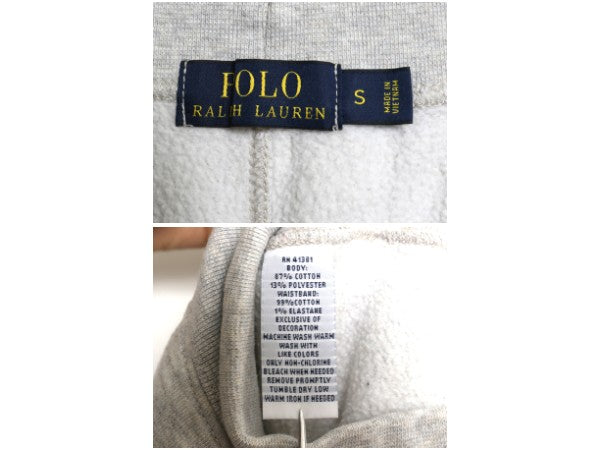 POLO
RALPH LAUREN
S
MADE IN
VIETNAM
RN 41381
BODY:
87% COTTON
13% POLYESTER
WAISTBAND:
99%COTTON
1% ELASTANE
EXCLUSIVE OF
DECORATION
MACHINE WASH WARM
WASH WITH
LIKE COLORS
ONLY NON-CHLORINE
BLEACH WHEN NEEDED
REMOVE PROMPTLY
TUMBLE DRY LOW
WARM IRON IF NEEDED